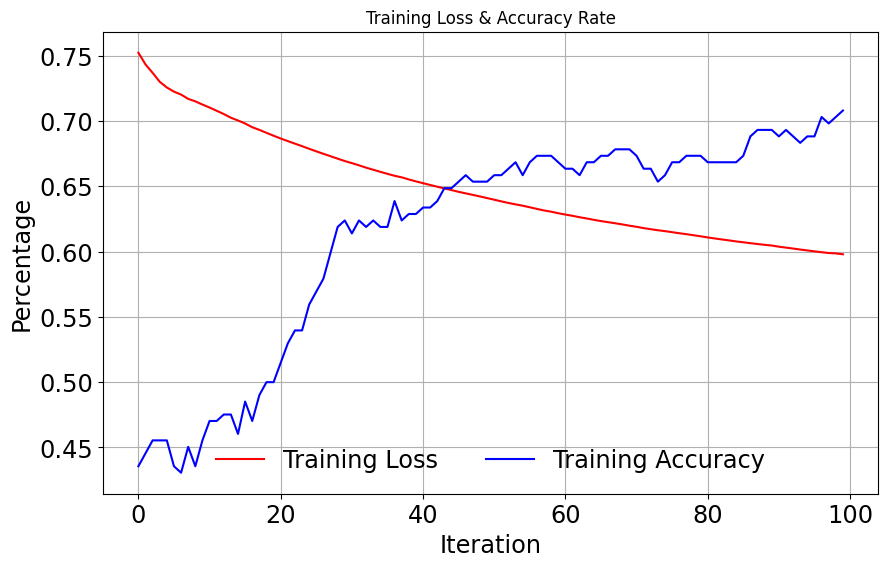 Training Loss & Accuracy Rate
0.75
0.70
0.65
0.60
0.55
0.50
0.45
Percentage
Training Loss Training Accuracy
0 20 40 60 80 100
Iteration